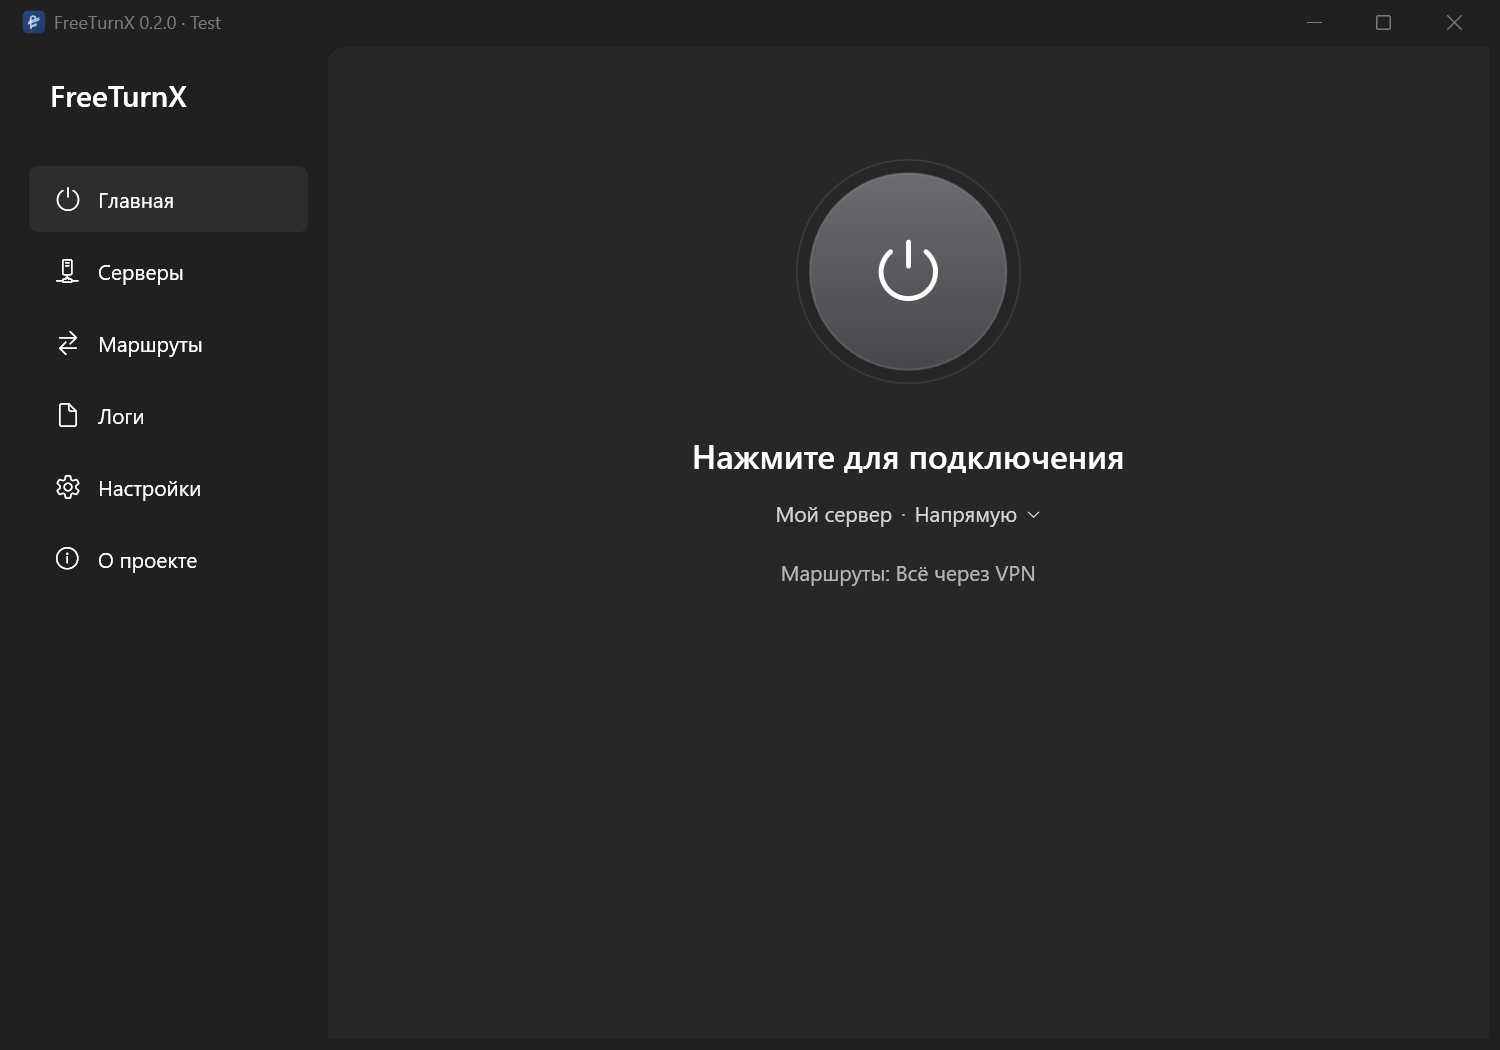 FreeTurnX 0.2.0 · Test
FreeTurnX
Главная
Серверы
Маршруты
Логи
Настройки
О проекте
Нажмите для подключения
Мой сервер · Напрямую
Маршруты: Всё через VPN